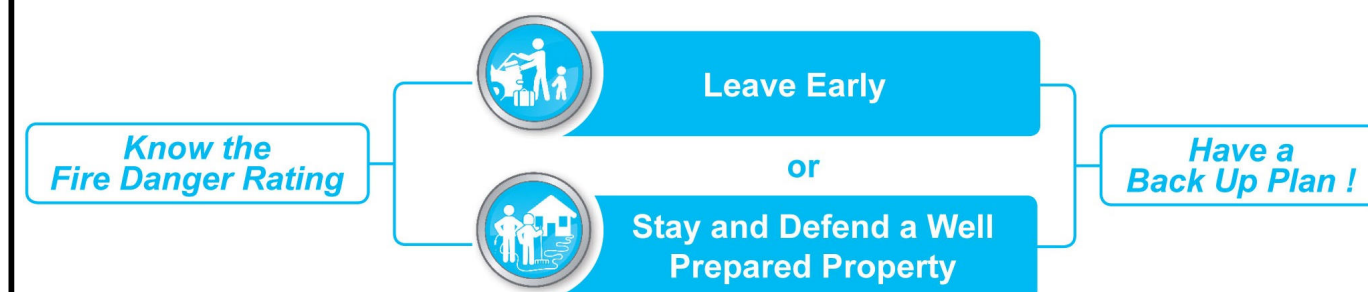 Know the
Fire Danger Rating
Leave Early
or
Stay and Defend a Well
Prepared Property
Have a
Back Up Plan !